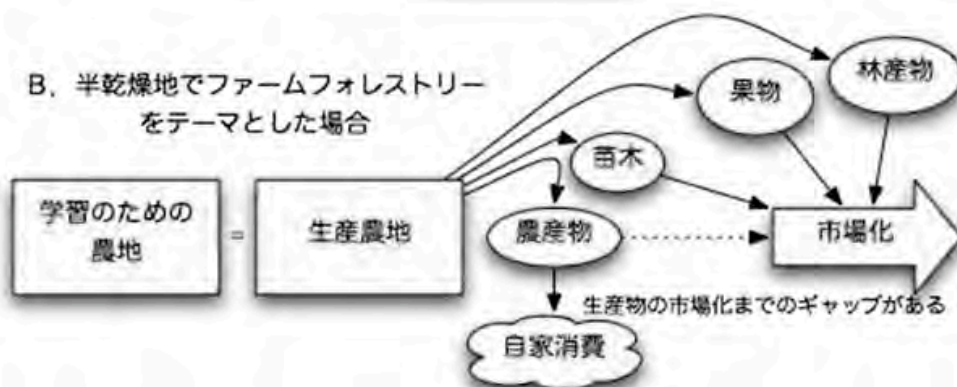 B. 半乾燥地でファームフォレストリー
をテーマとした場合
林産物
果物
苗木
学習のための
農地
=
生産農地
農産物
市場化
生産物の市場化までのギャップがある
自家消費